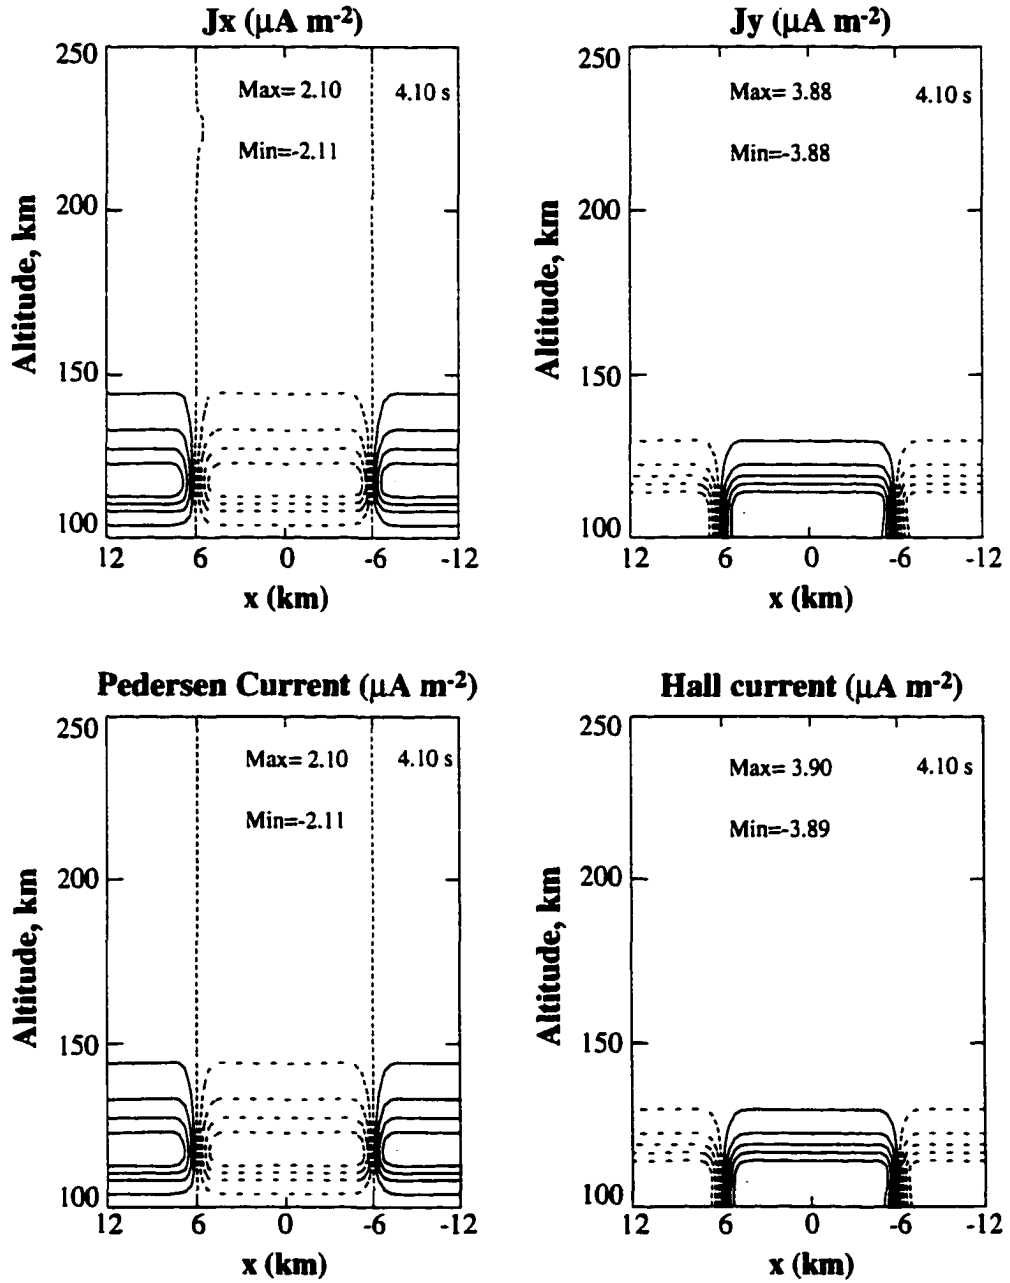 Jx (μA m-2)
Max= 2.10
4.10 s
Min=-2.11
250
200
150
100
Altitude, km
12 6 0 -6 -12
x (km)
Jy (μA m-2)
Max= 3.88
4.10 s
Min=-3.88
250
200
150
100
Altitude, km
12 6 0 -6 -12
x (km)
Pedersen Current (μA m-2)
Max= 2.10
4.10 s
Min=-2.11
250
200
150
100
Altitude, km
12 6 0 -6 -12
x (km)
Hall current (μA m-2)
Max= 3.90
4.10 s
Min=-3.89
250
200
150
100
Altitude, km
12 6 0 -6 -12
x (km)